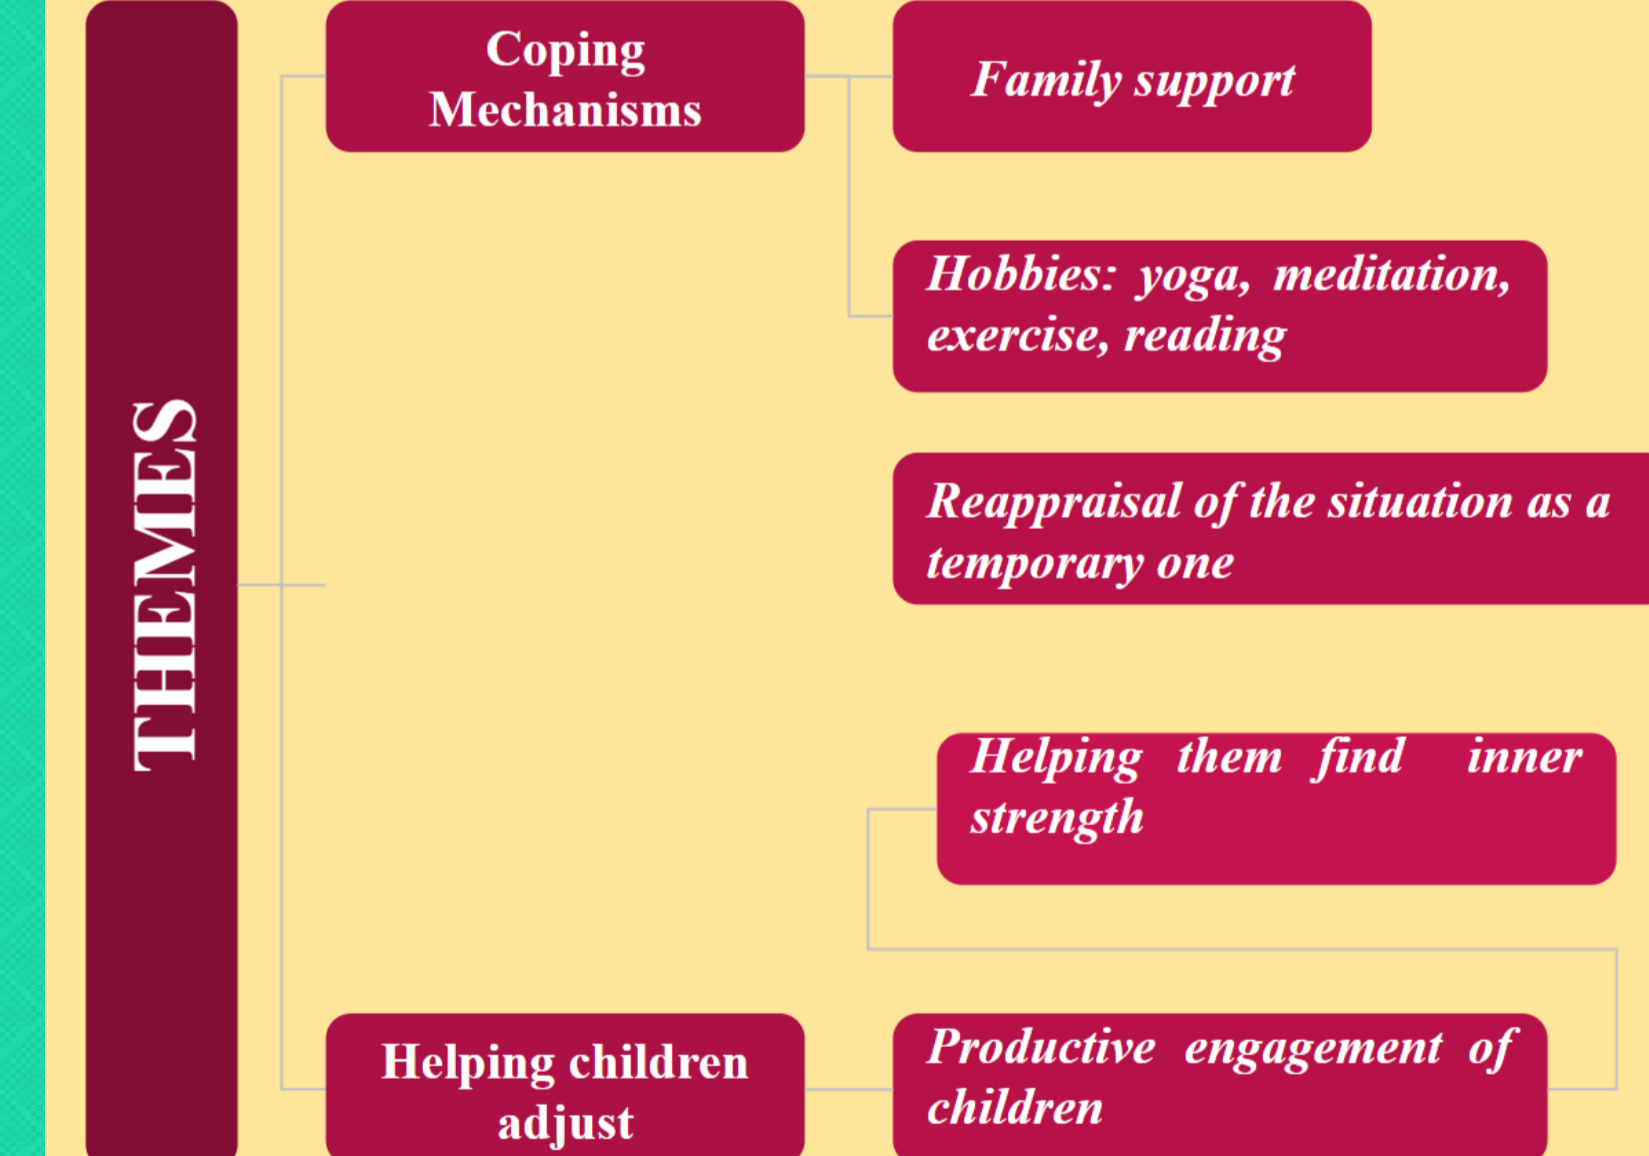 THEMES
Coping
Mechanisms
Family support
Hobbies: yoga, meditation,
exercise, reading
Reappraisal of the situation as a
temporary one
Helping them find inner
strength
Helping children
adjust
Productive engagement of
children